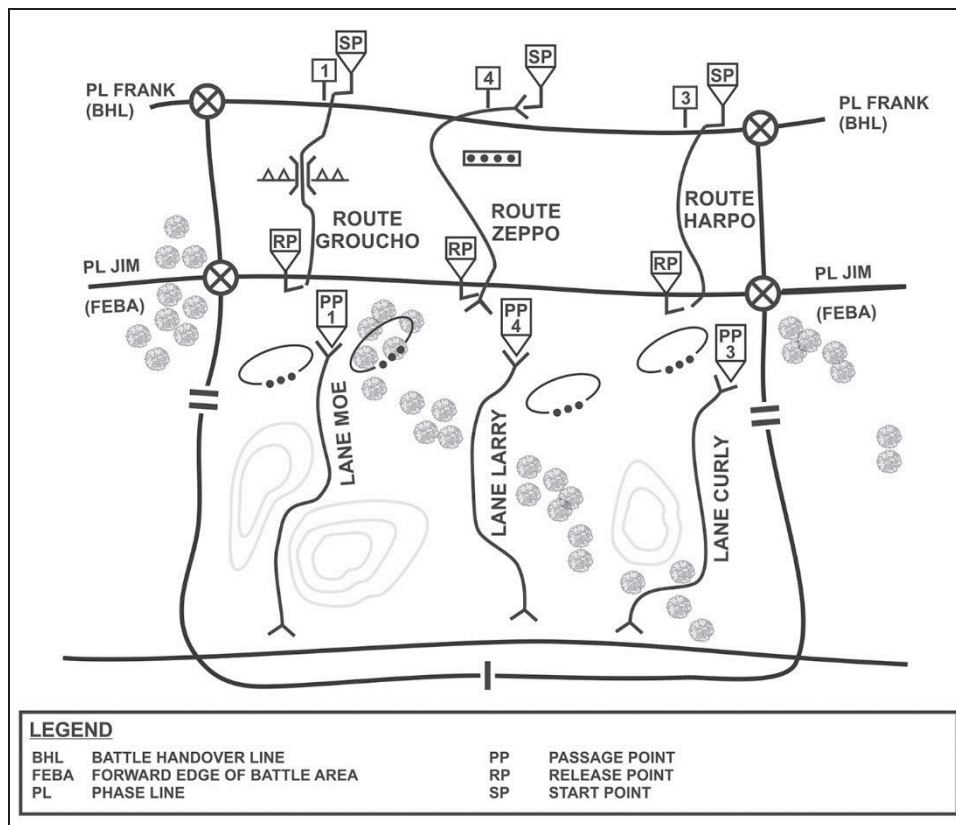 SP
SP
SP
1
4
3
PL FRANK
(BHL)
PL FRANK
(BHL)
ROUTE
GROUCHO
ROUTE
ZEPPO
ROUTE
HARPO
RP
RP
RP
PL JIM
(FEBA)
PL JIM
(FEBA)
PP
1
PP
4
PP
3
LANE MOE
LANE LARRY
LANE CURLY
LEGEND
BHL BATTLE HANDOVER LINE
FEBA FORWARD EDGE OF BATTLE AREA
PL PHASE LINE
PP PASSAGE POINT
RP RELEASE POINT
SP START POINT